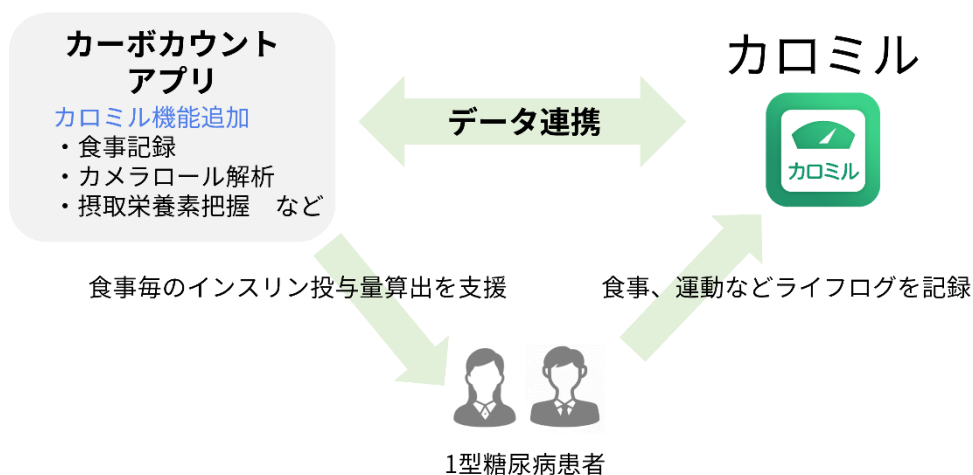 カーボカウント
アプリ
カロミル機能追加
・食事記録
・カメラロール解析
・摂取栄養素把握　など
データ連携
カロミル
カロミル
食事毎のインスリン投与量算出を支援
食事、運動などライフログを記録
1型糖尿病患者